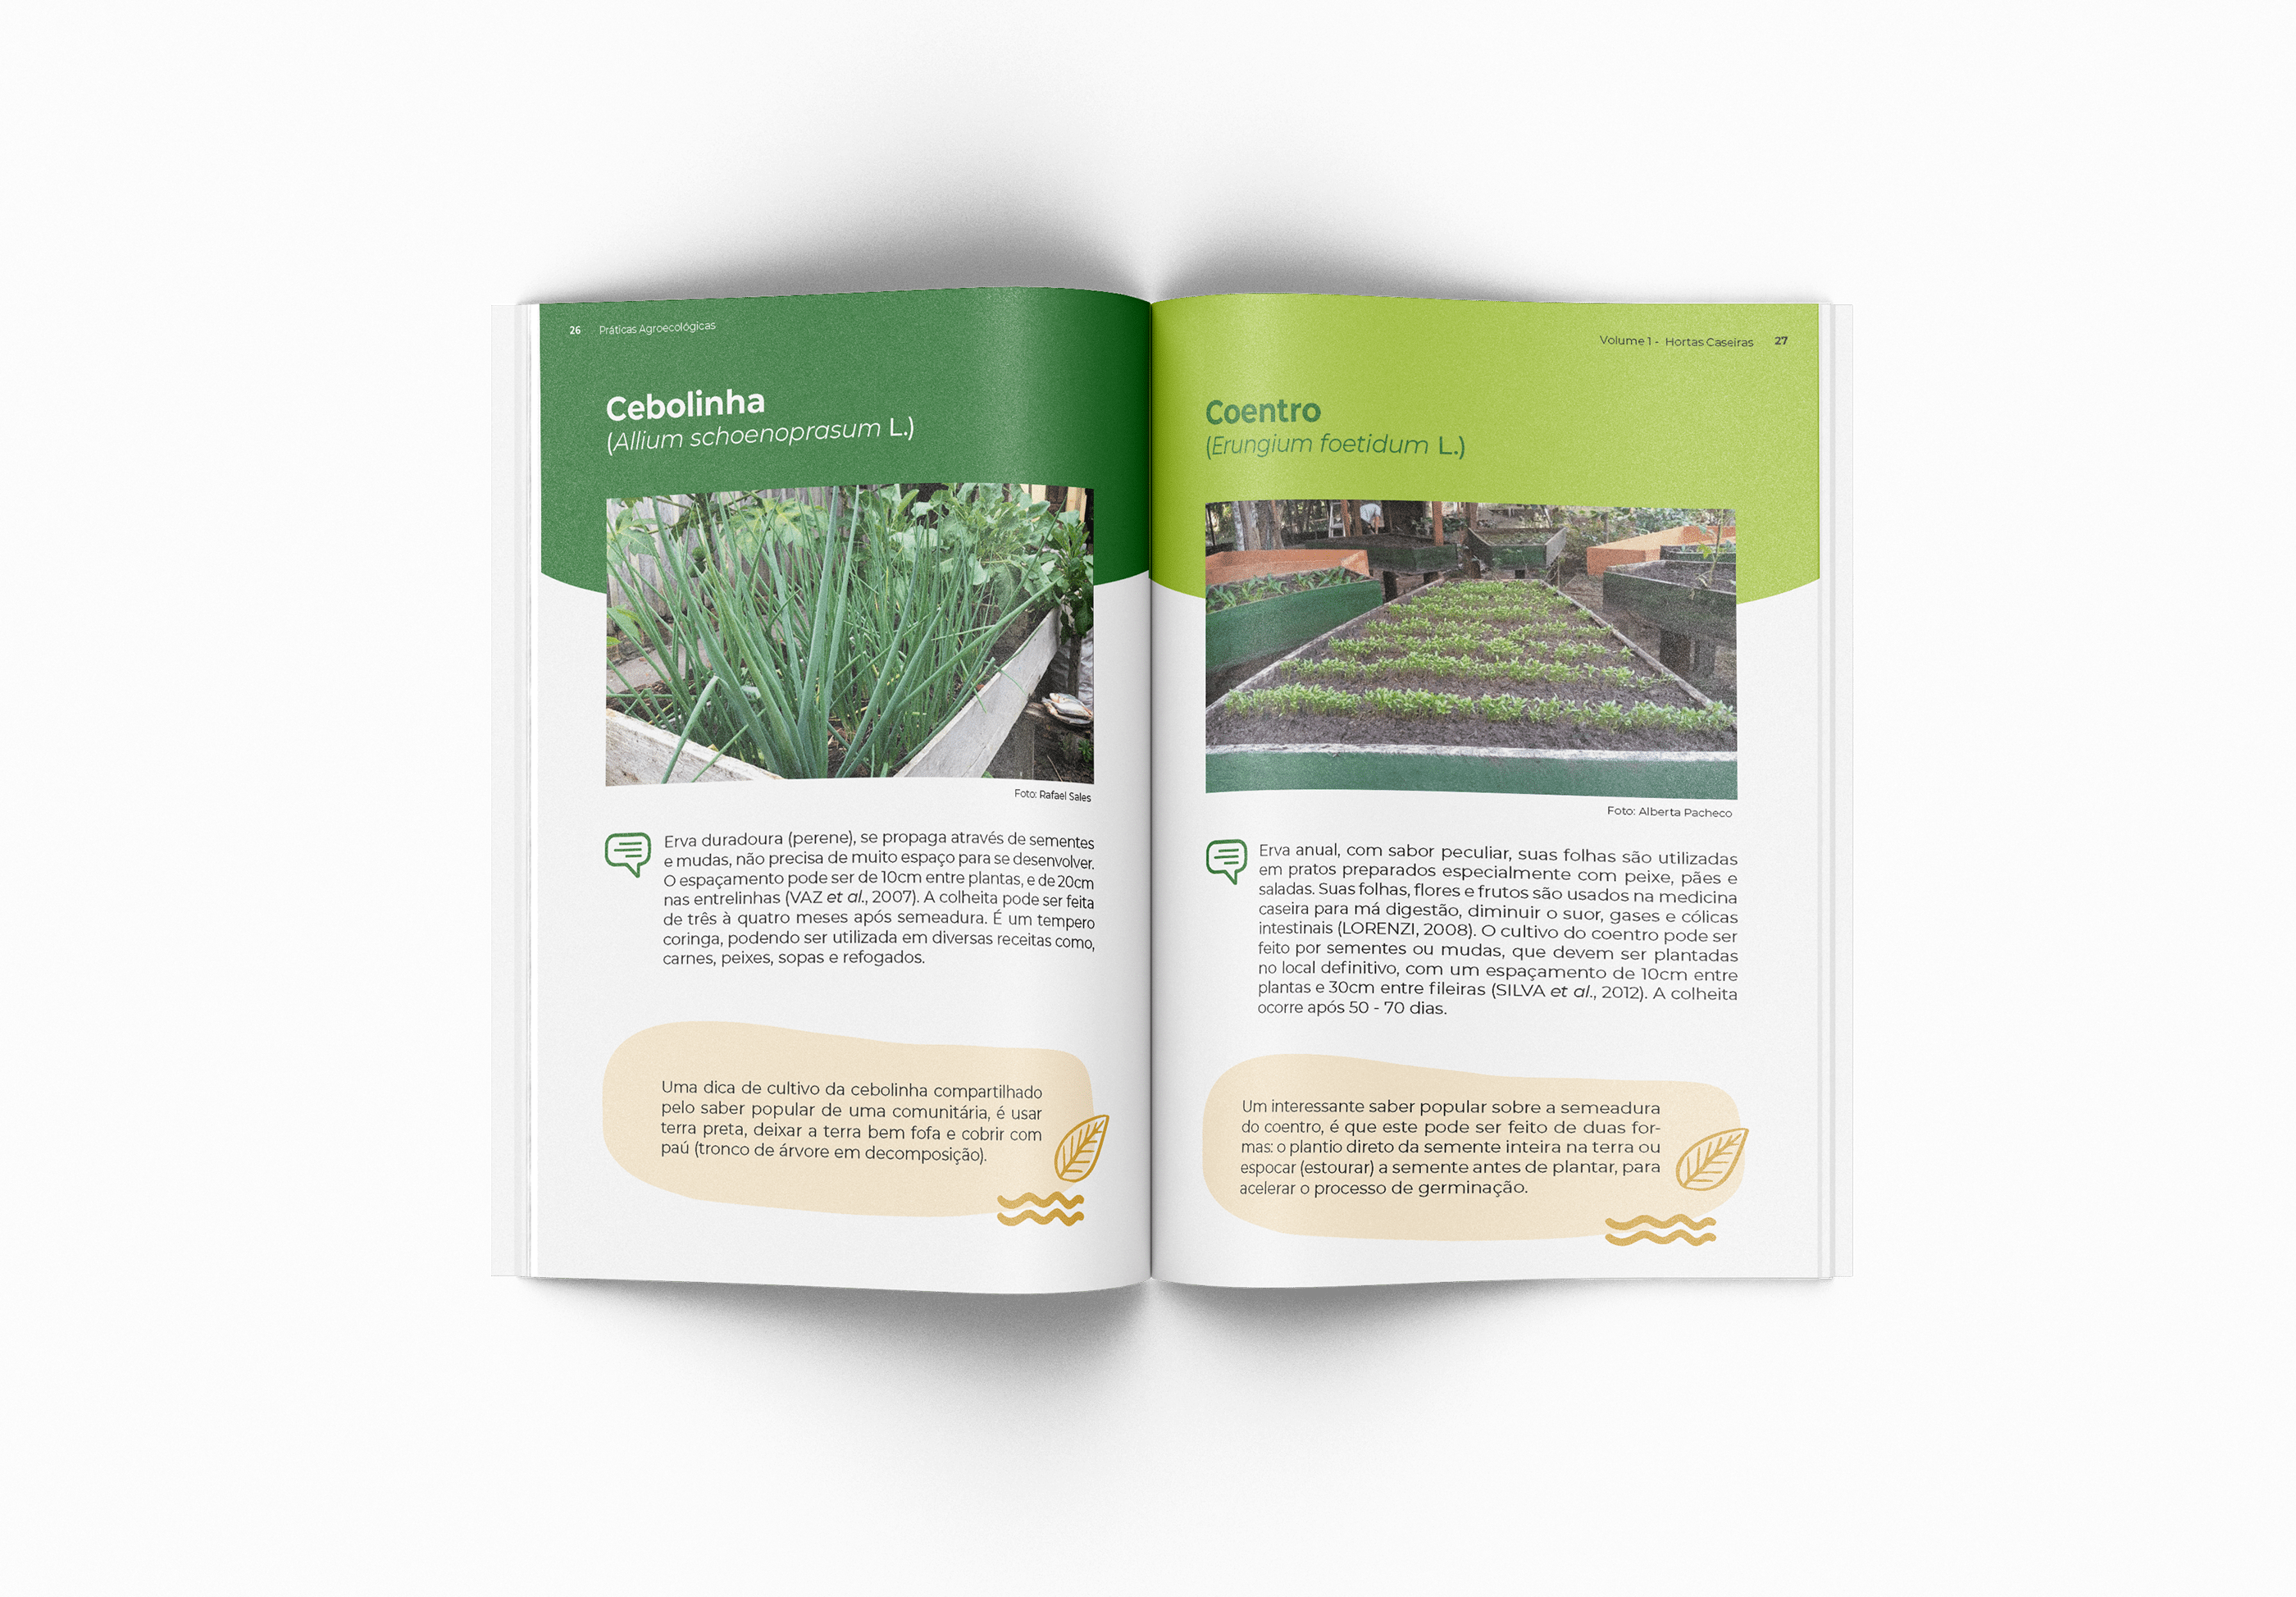 26 Práticas Agroecológicas
Cebolinha
(Allium schoenoprasum L.)
Foto: Rafael Sales
Erva duradoura (perene), se propaga através de sementes
e mudas, não precisa de muito espaço para se desenvolver.
O espaçamento pode ser de 10cm entre plantas, e de 20cm
nas entrelinhas (VAZ et al., 2007). A colheita pode ser feita
de três à quatro meses após semeadura. É um tempero
coringa, podendo ser utilizada em diversas receitas como,
carnes, peixes, sopas e refogados.
Uma dica de cultivo da cebolinha compartilhado
pelo saber popular de uma comunitária, é usar
terra preta, deixar a terra bem fofa e cobrir com
paú (tronco de árvore em decomposição).
Volume 1 - Hortas Caseiras 27
Coentro
(Erungium foetidum L.)
Foto: Alberta Pacheco
Erva anual, com sabor peculiar, suas folhas são utilizadas
em pratos preparados especialmente com peixe, pães e
saladas. Suas folhas, flores e frutos são usados na medicina
caseira para má digestão, diminuir o suor, gases e cólicas
intestinais (LORENZI, 2008). O cultivo do coentro pode ser
feito por sementes ou mudas, que devem ser plantadas
no local definitivo, com um espaçamento de 10cm entre
plantas e 30cm entre fileiras (SILVA et al., 2012). A colheita
ocorre após 50 - 70 dias.
Um interessante saber popular sobre a semeadura
do coentro, é que este pode ser feito de duas for-
mas: o plantio direto da semente inteira na terra ou
espocar (estourar) a semente antes de plantar, para
acelerar o processo de germinação.